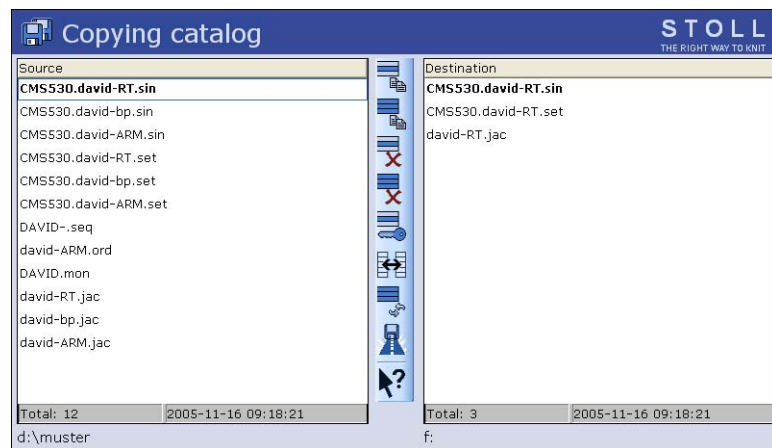 Copying catalog
STOLL
THE RIGHT WAY TO KNIT
Source
CMS530.david-RT.sin
CMS530.david-bp.sin
CMS530.david-ARM.sin
CMS530.david-RT.set
CMS530.david-bp.set
CMS530.david-ARM.set
DAVID-.seq
david-ARM.ord
DAVID.mon
david-RT.jac
david-bp.jac
david-ARM.jac
Total: 12
2005-11-16 09:18:21
d:\muster
?
Destination
CMS530.david-RT.sin
CMS530.david-RT.set
david-RT.jac
Total: 3
2005-11-16 09:18:21
f: